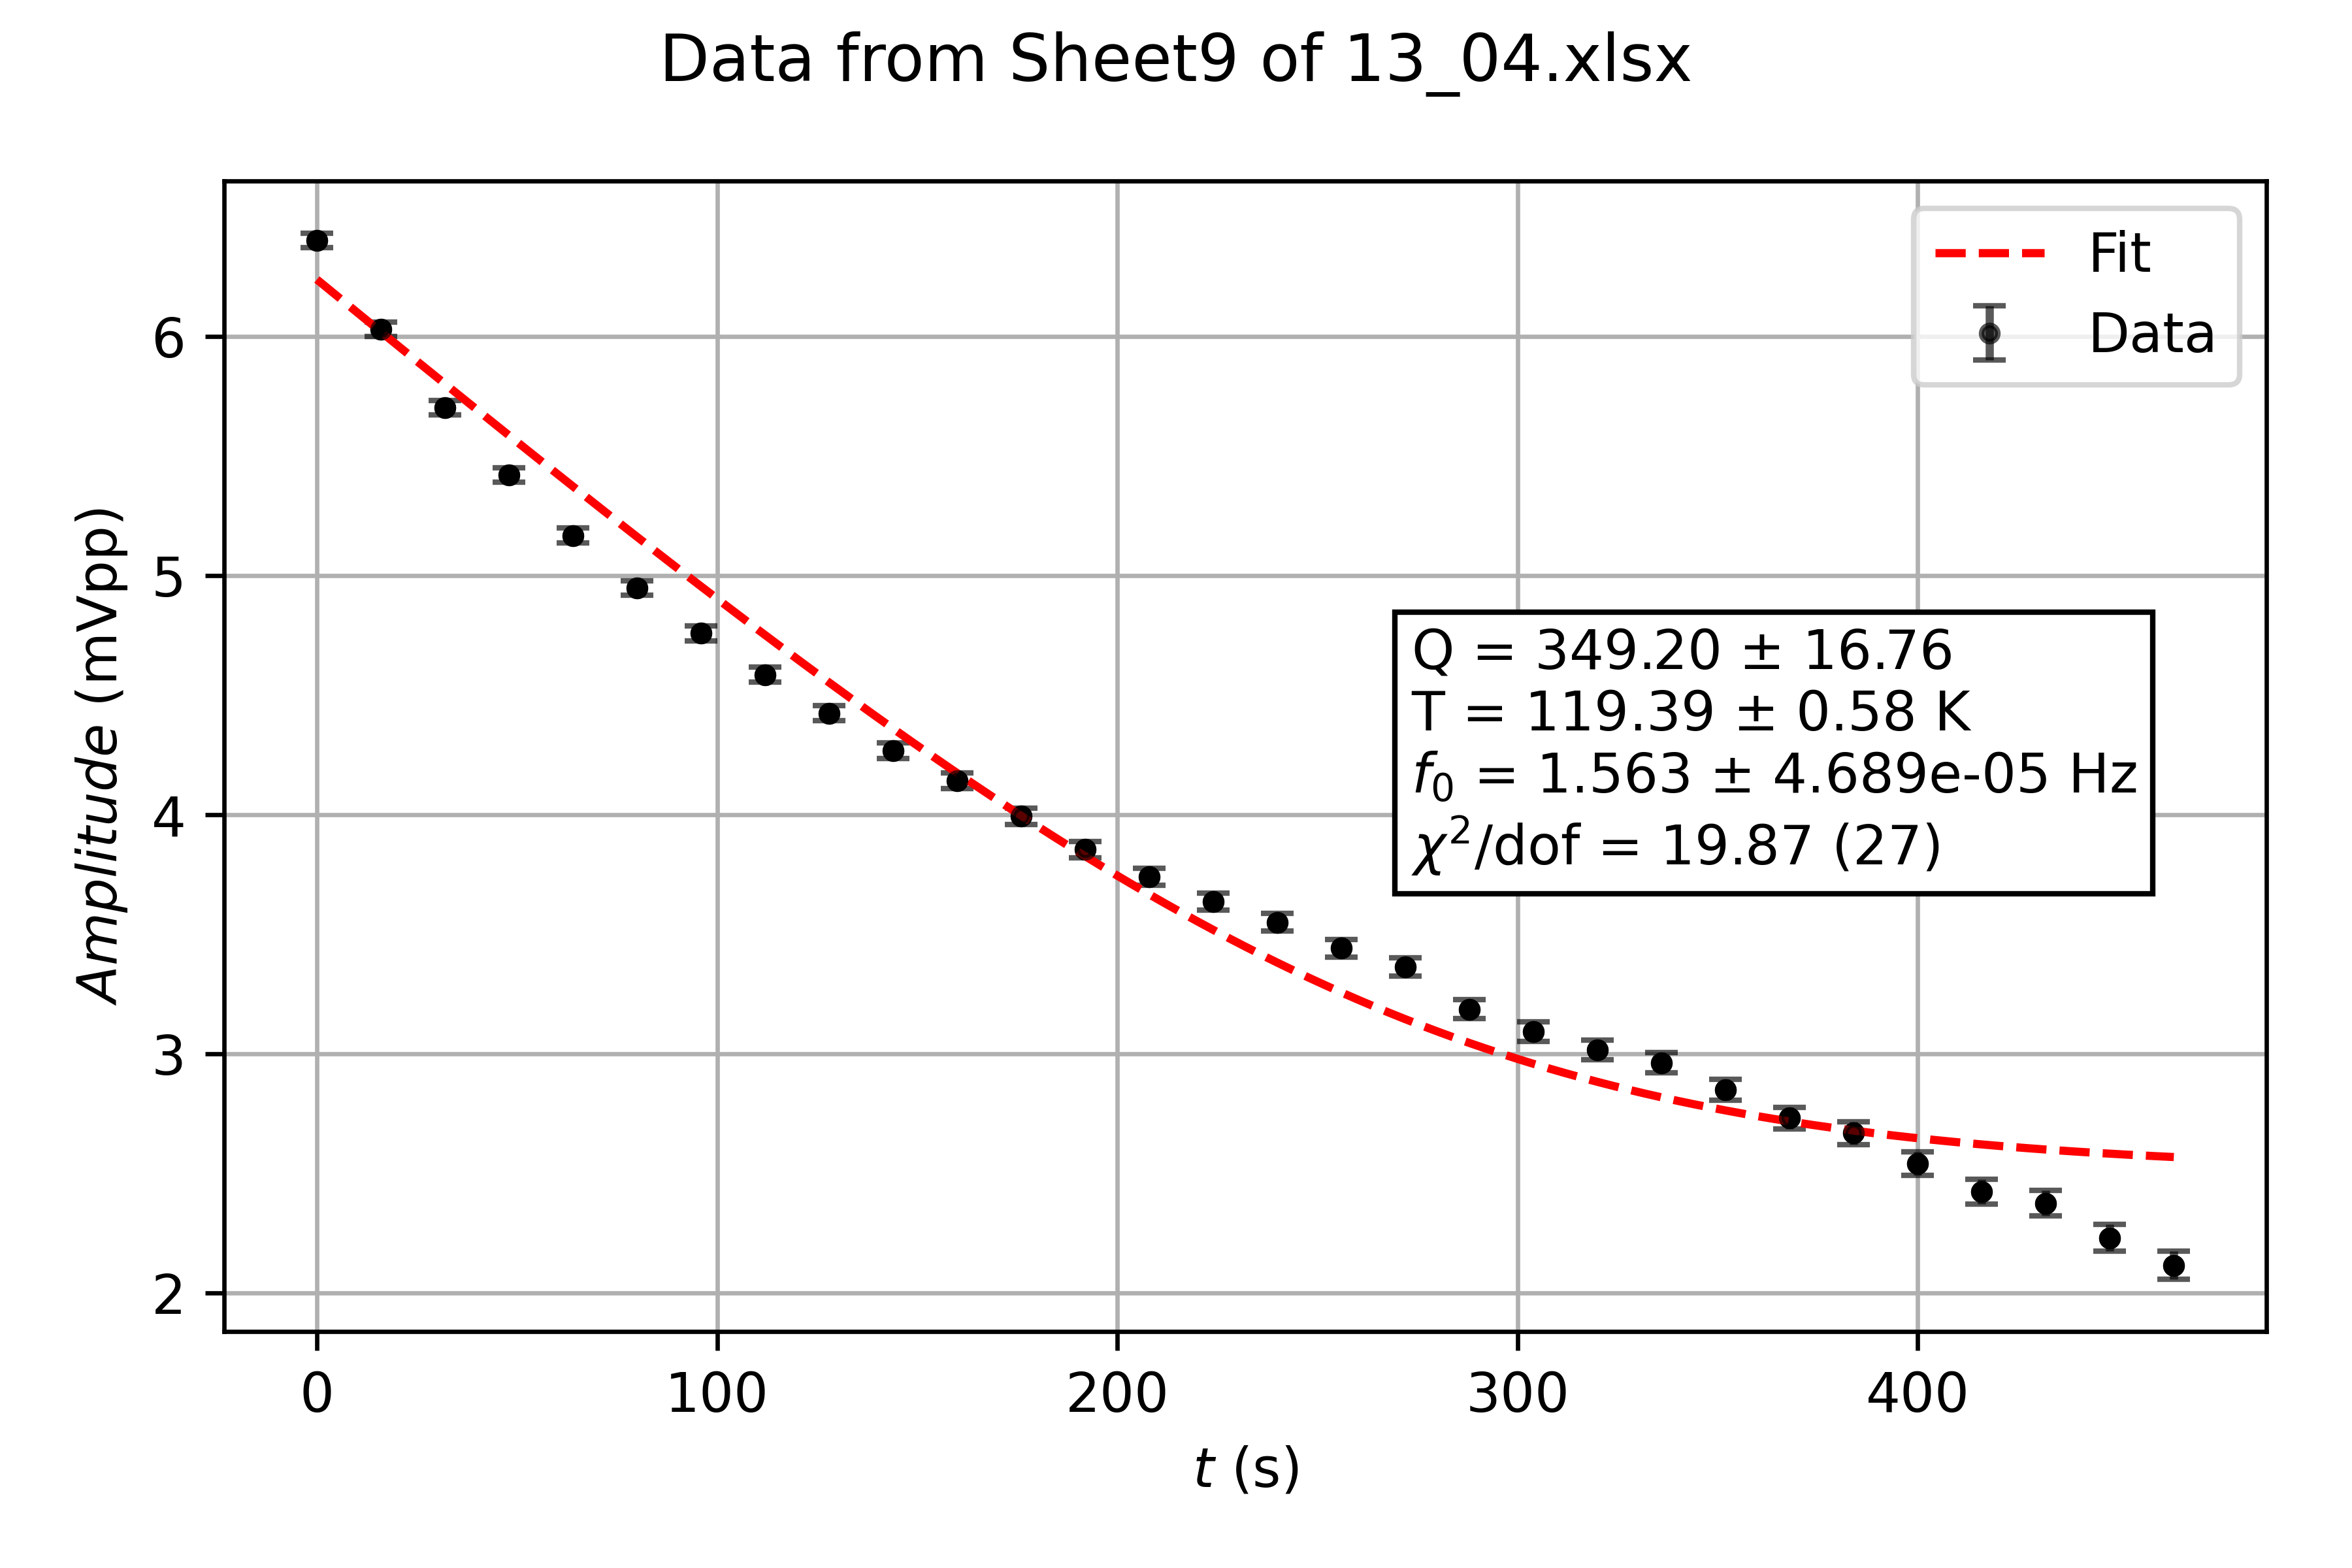 Data from Sheet9 of 13_04.xlsx
Fit
Data
Q = 349.20 ± 16.76
T = 119.39 ± 0.58 K
f₀ = 1.563 ± 4.689e-05 Hz
χ²/dof = 19.87 (27)
Amplitude (mVpp)
6
5
4
3
2
0 100 200 300 400
t (s)